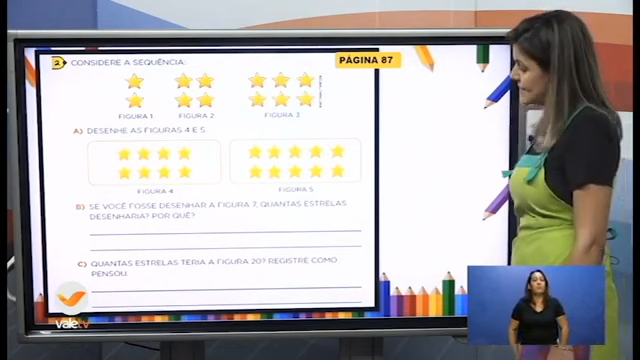 2 CONSIDERE A SEQUÊNCIA:
PÁGINA 87
FIGURA 1 FIGURA 2 FIGURA 3
A) DESENHE AS FIGURAS 4 E 5.
FIGURA 4 FIGURA 5
B) SE VOCÊ FOSSE DESENHAR A FIGURA 7, QUANTAS ESTRELAS
DESENHARIA? POR QUÊ?
C) QUANTAS ESTRELAS TERIA A FIGURA 20? REGISTRE COMO
PENSOU.
valetv